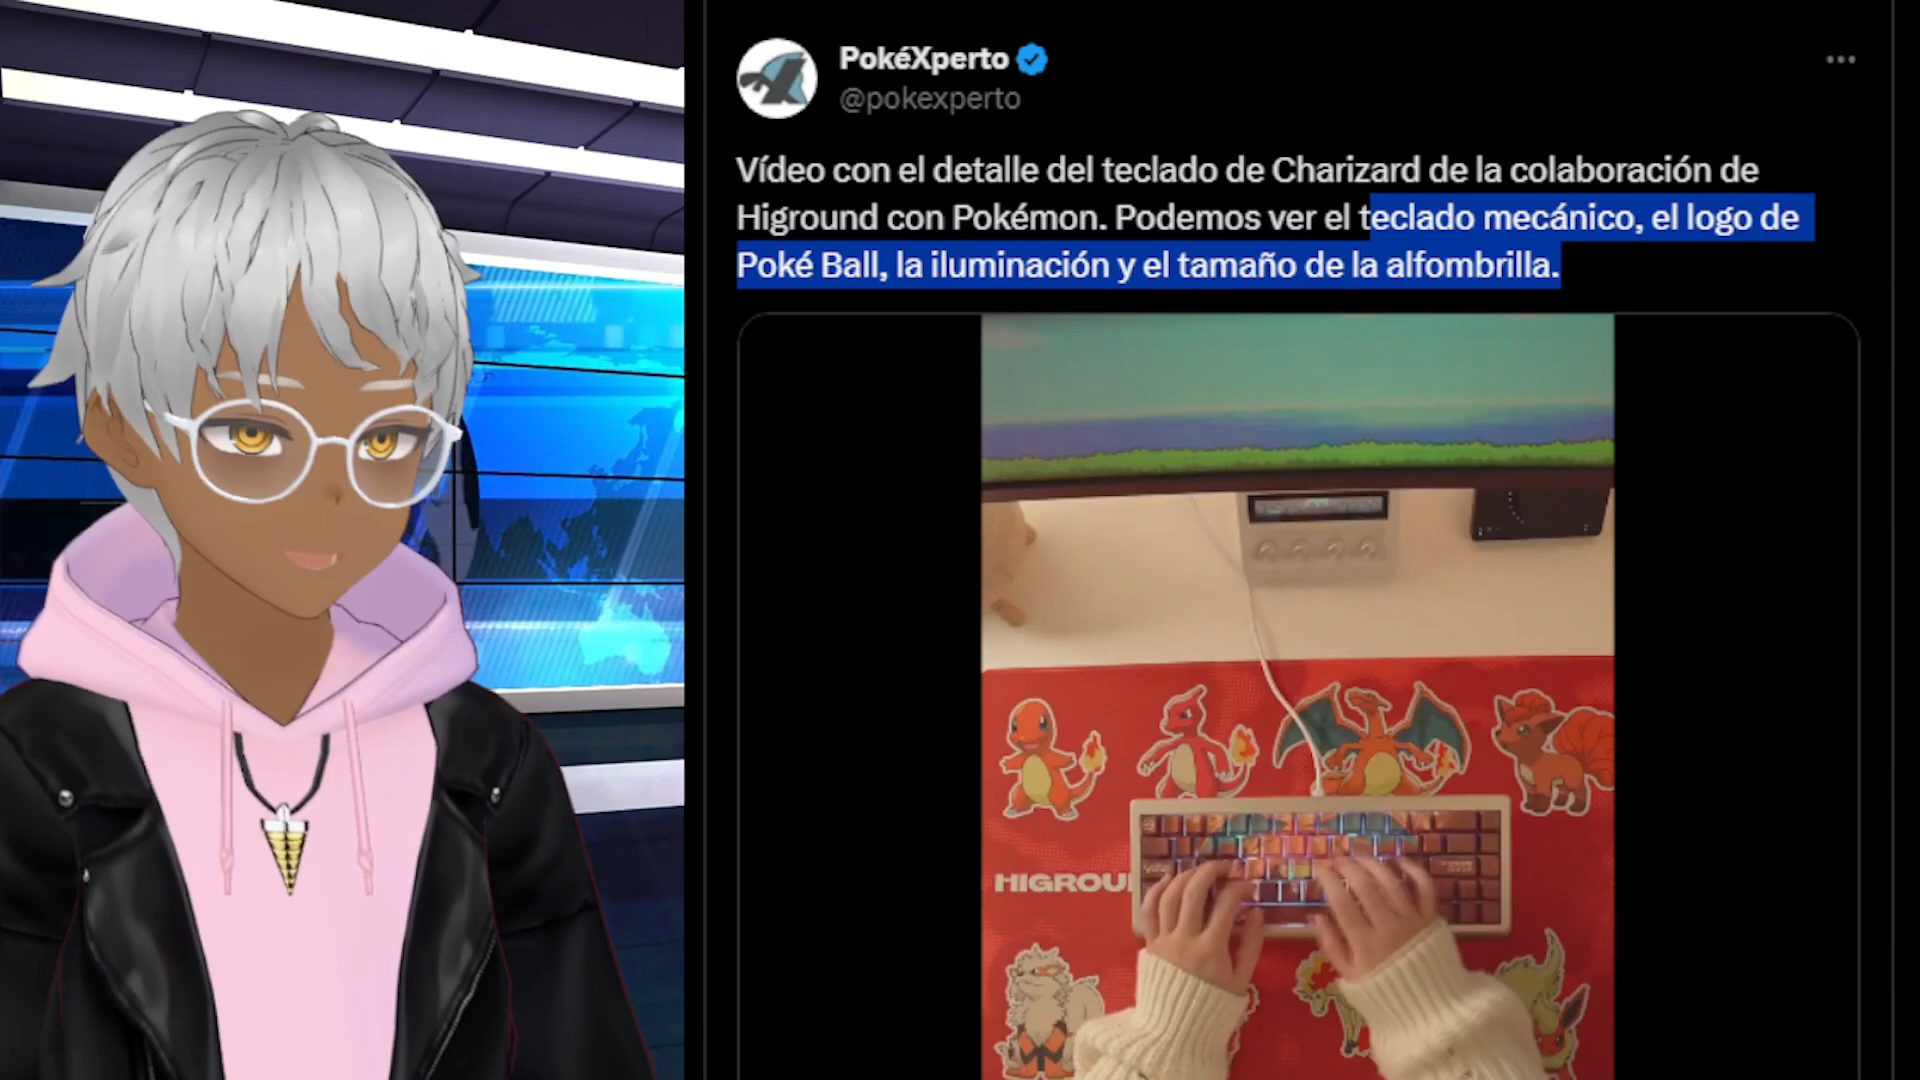 PokéXperto
@pokexperto
Vídeo con el detalle del teclado de Charizard de la colaboración de
Higround con Pokémon. Podemos ver el teclado mecánico, el logo de
Poké Ball, la iluminación y el tamaño de la alfombrilla.
HIGROU